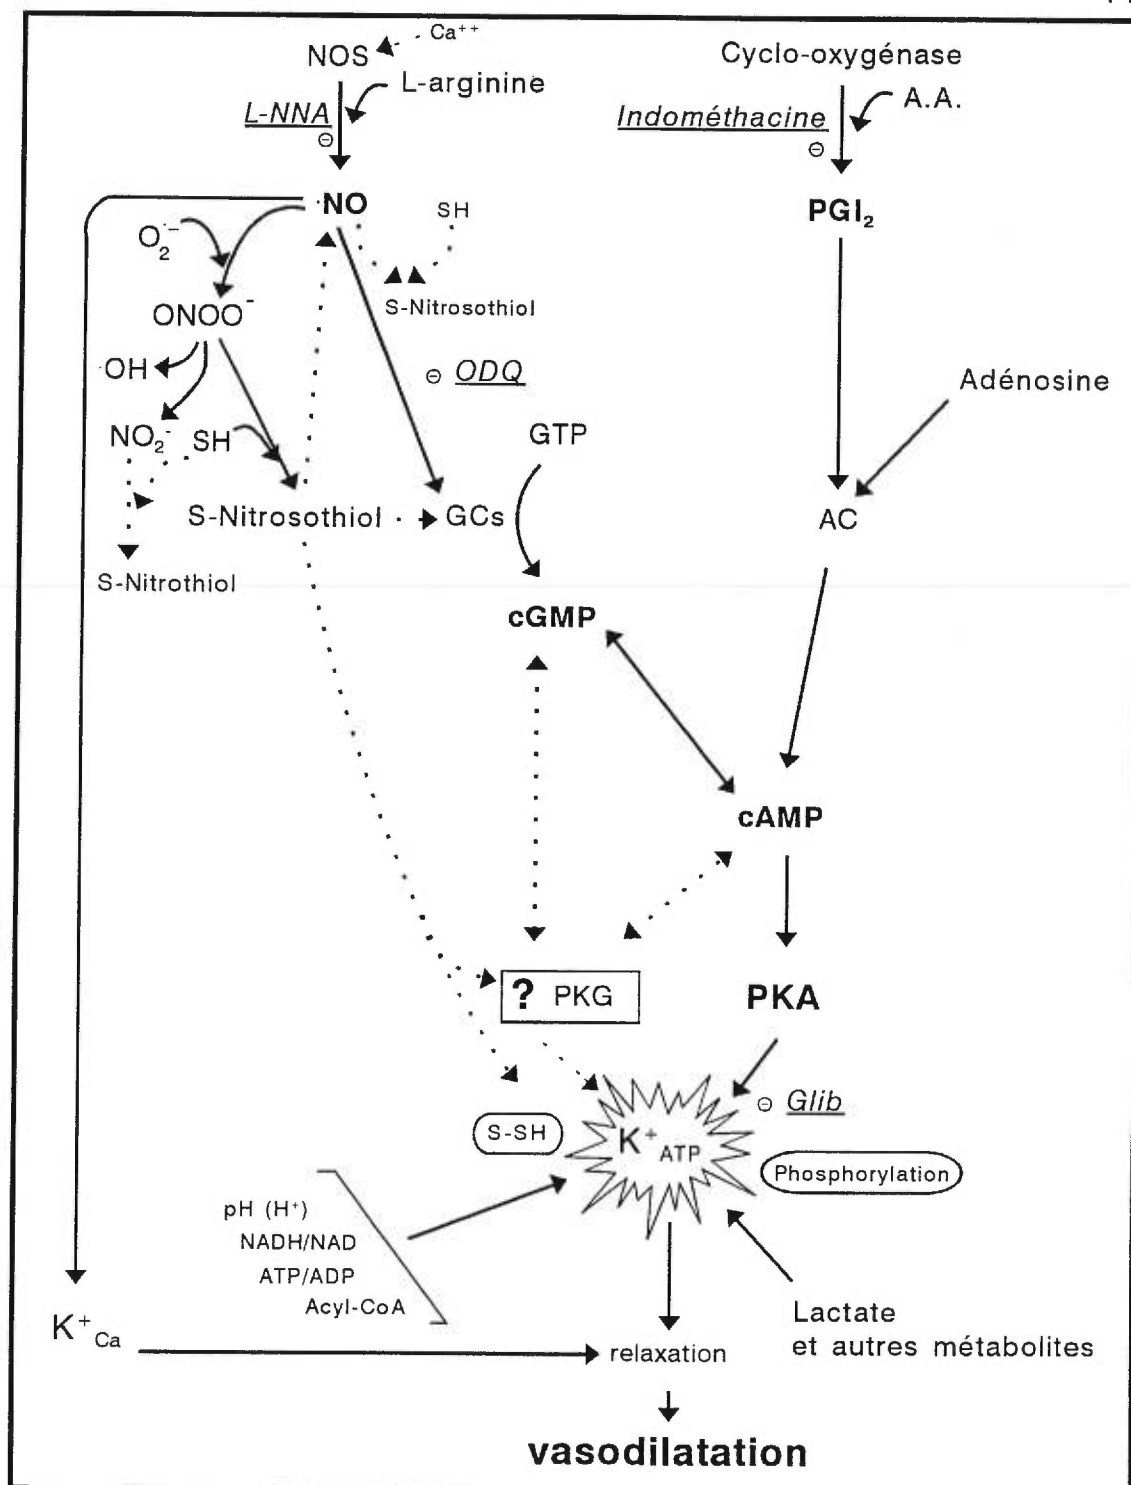 Ca++
NOS
Cyclo-oxygénase
L-arginine
A.A.
L-NNA
⊖
Indométhacine
⊖
·NO
SH
PGI2
O2·−
ONOO−
S-Nitrosothiol
·OH
⊖ ODQ
Adénosine
NO2-
SH
GTP
S-Nitrosothiol
GCs
AC
S-Nitrothiol
cGMP
cAMP
? PKG
PKA
⊖ Glib
S-SH
K+ATP
Phosphorylation
pH (H+)
NADH/NAD
ATP/ADP
Acyl-CoA
K+Ca
Lactate
et autres métabolites
relaxation
vasodilatation